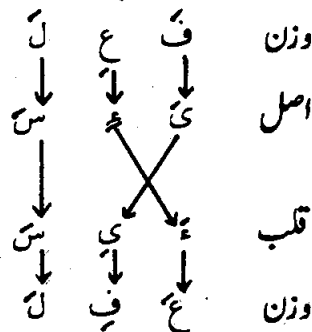 وزن فَ عِ لَ
اصل یَ ءِ سَ
قلب ءَ یِ سَ
وزن عَ فِ لَ